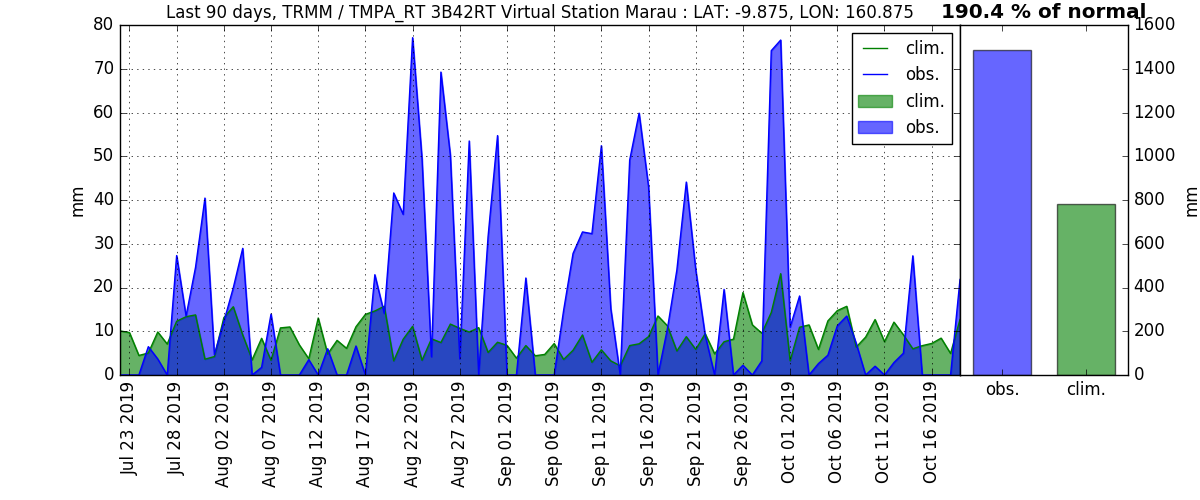 Last 90 days, TRMM / TMPA_RT 3B42RT Virtual Station Marau : LAT: -9.875, LON: 160.875
190.4 % of normal
80
70
60
50
40
30
20
10
0
mm
clim.
obs.
clim.
obs.
1600
1400
1200
1000
800
600
400
200
0
mm
Jul 23 2019
Jul 28 2019
Aug 02 2019
Aug 07 2019
Aug 12 2019
Aug 17 2019
Aug 22 2019
Aug 27 2019
Sep 01 2019
Sep 06 2019
Sep 11 2019
Sep 16 2019
Sep 21 2019
Sep 26 2019
Oct 01 2019
Oct 06 2019
Oct 11 2019
Oct 16 2019
obs.
clim.